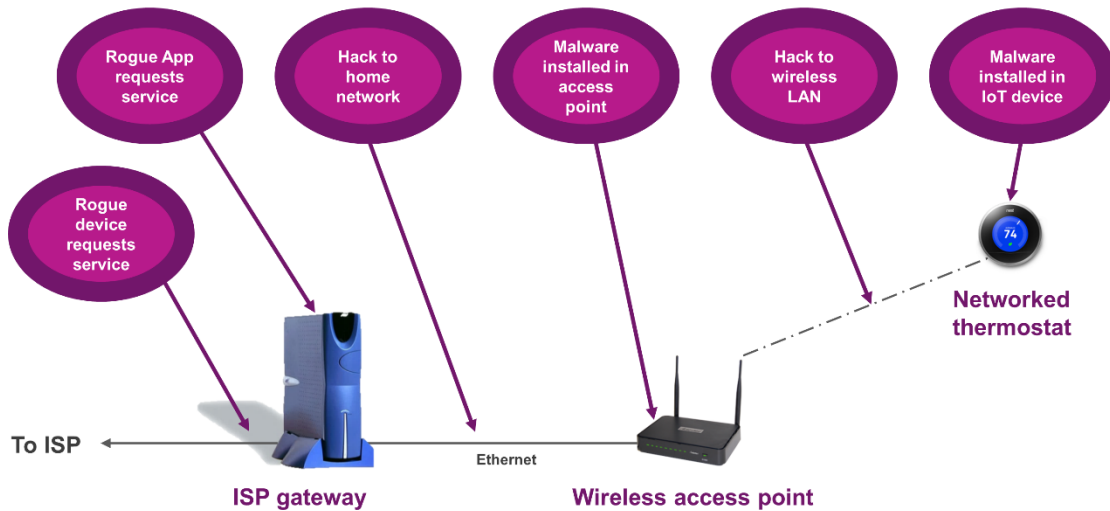 Rogue App
requests
service
Hack to
home
network
Malware
installed in
access
point
Hack to
wireless
LAN
Malware
installed in
IoT device
Rogue
device
requests
service
74
Networked
thermostat
To ISP
Ethernet
ISP gateway
Wireless access point